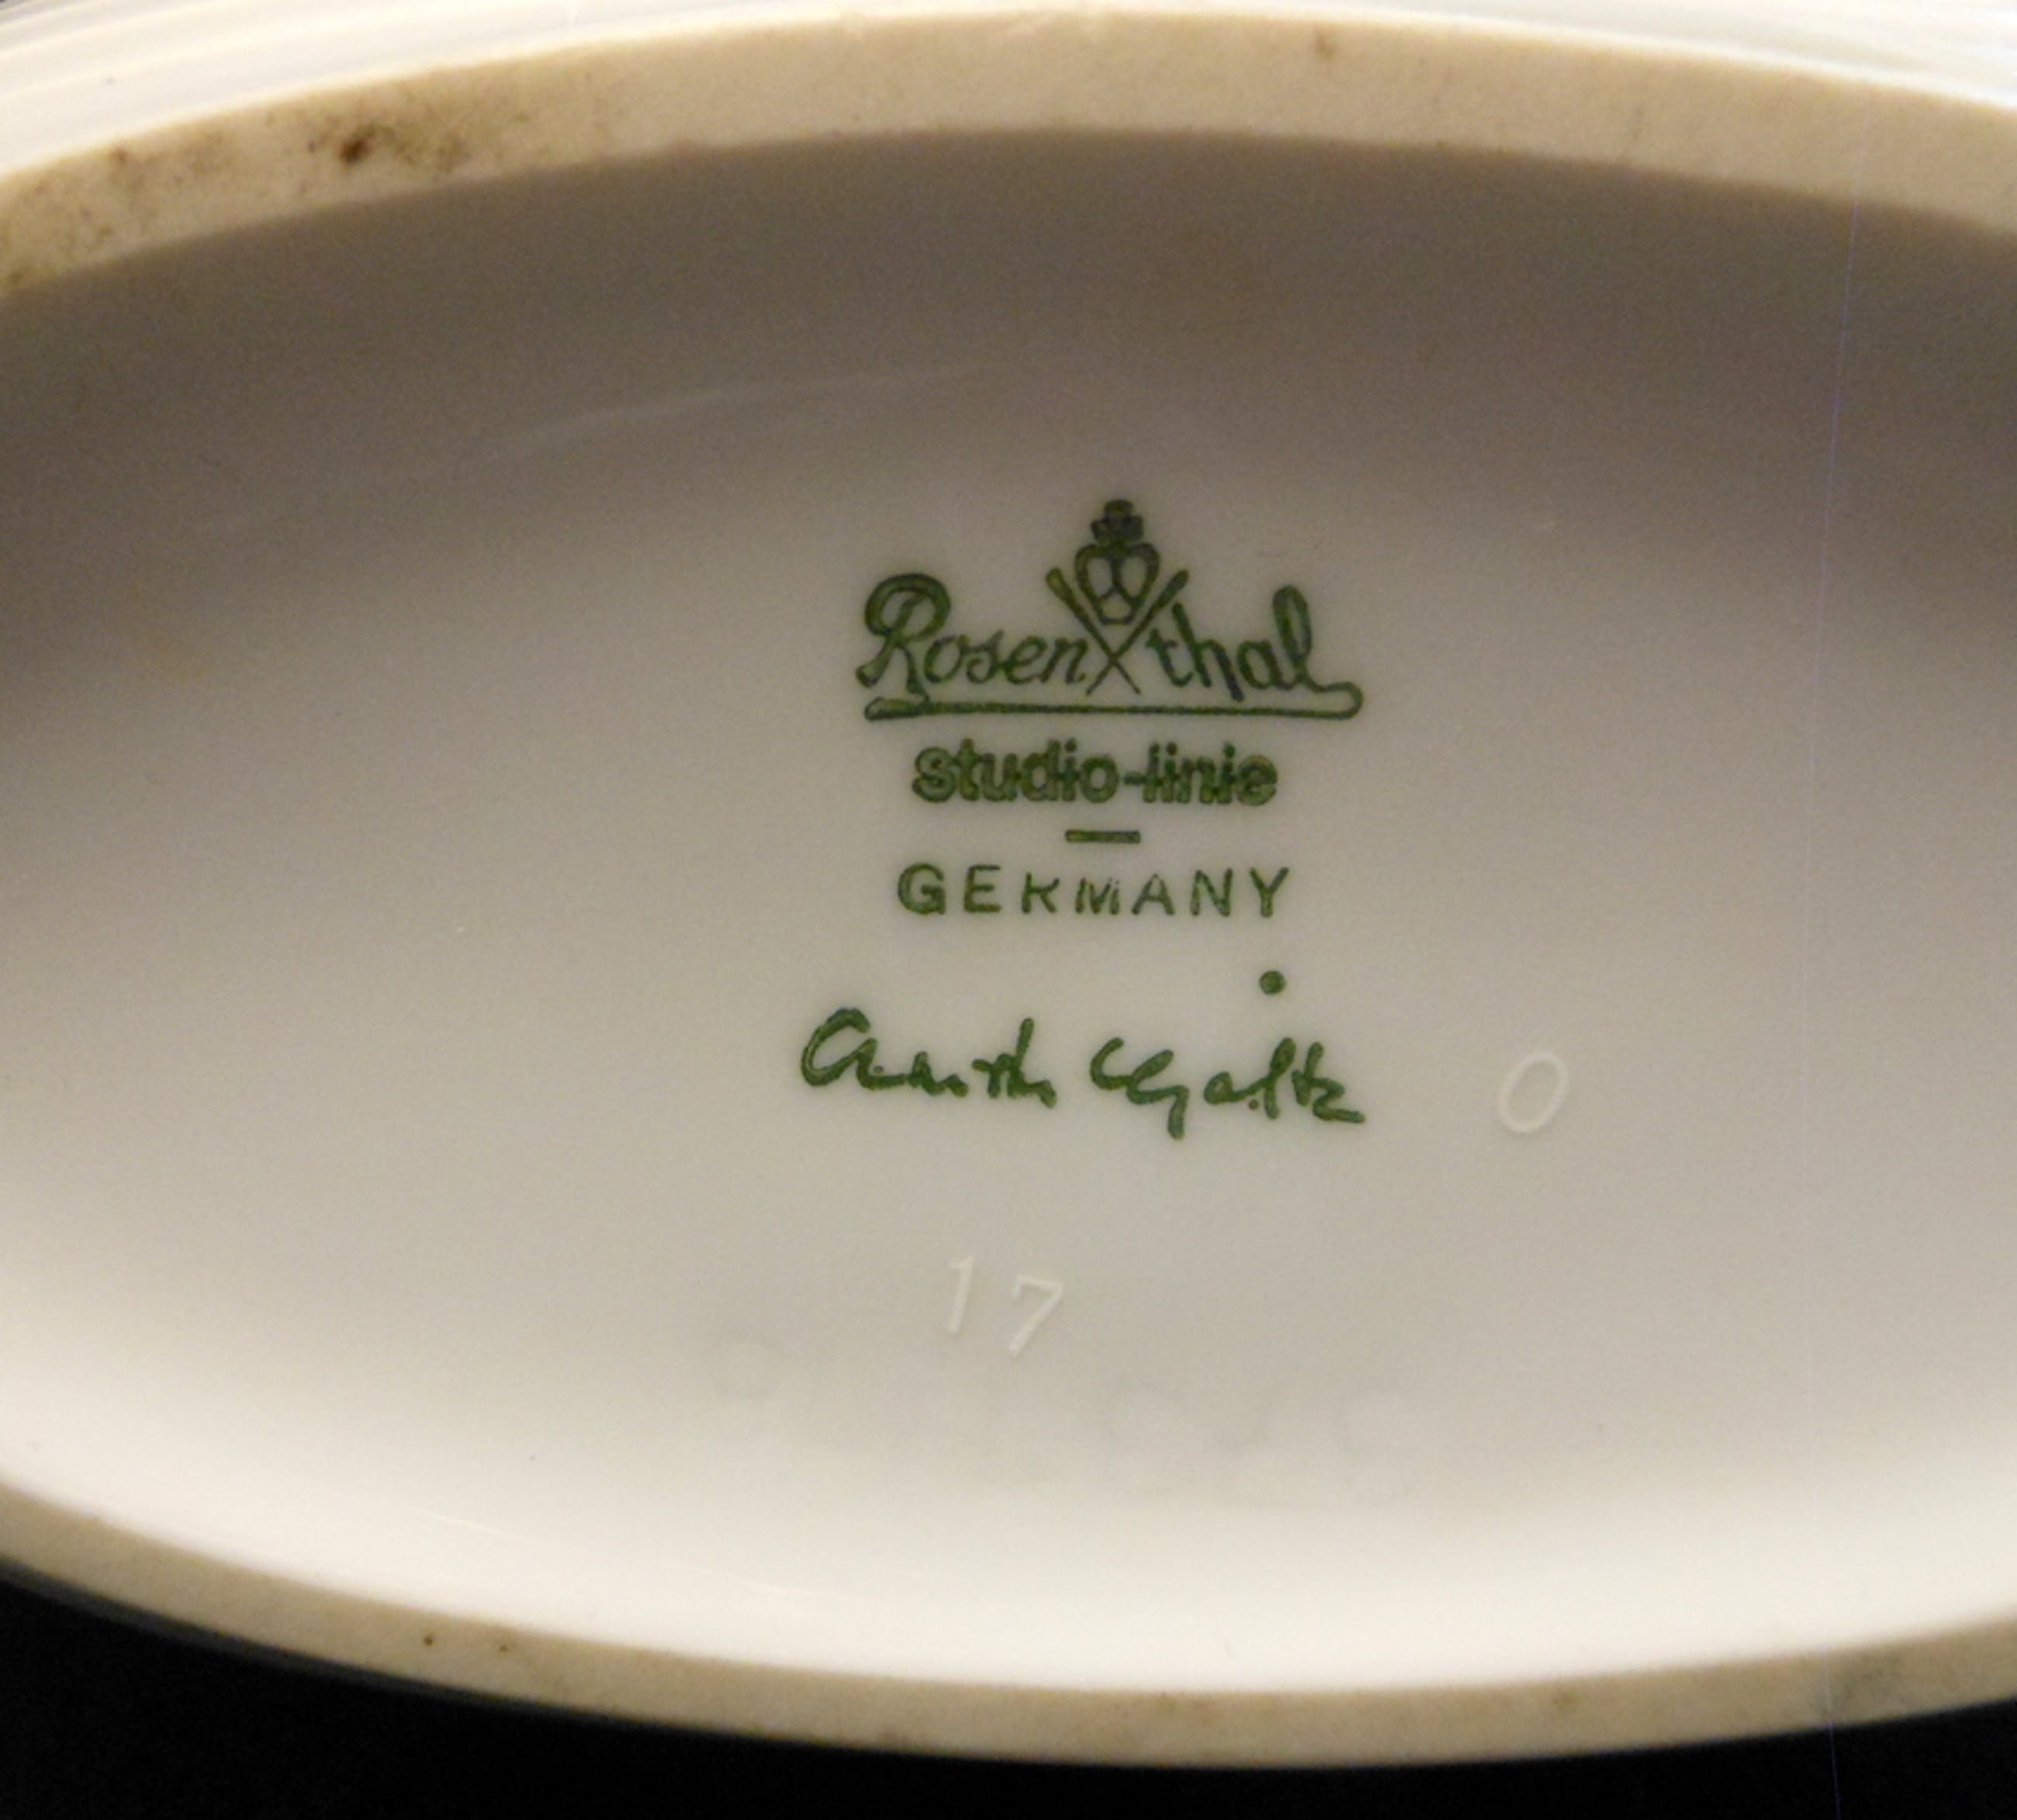 Rosenthal
studio-linie
GERMANY
0
17